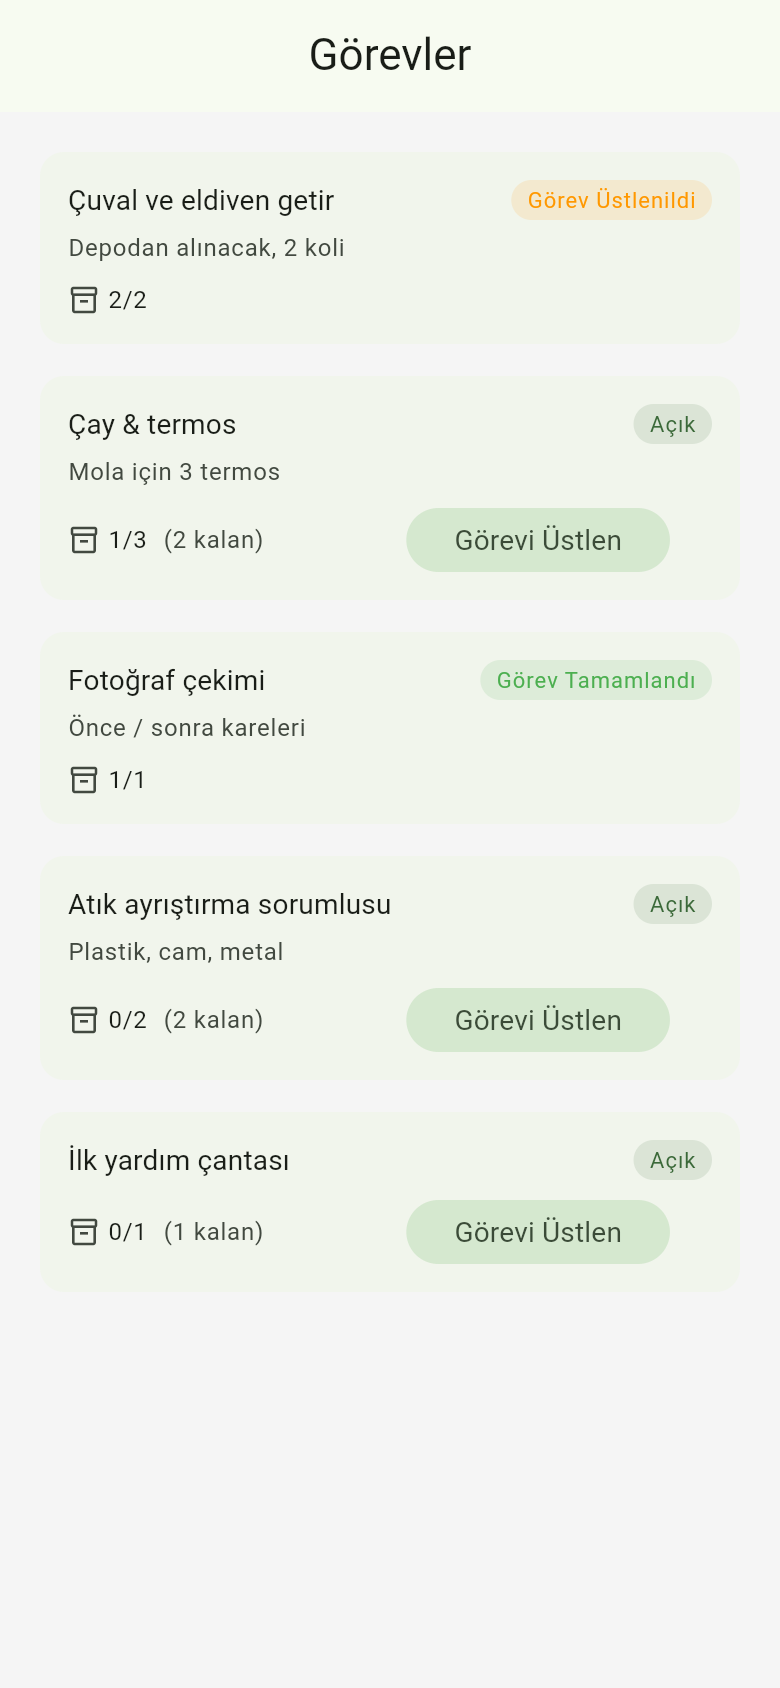 Görevler
Çuval ve eldiven getir
Görev Üstlenildi
Depodan alınacak, 2 koli
2/2
Çay & termos
Açık
Mola için 3 termos
1/3 (2 kalan)
Görevi Üstlen
Fotoğraf çekimi
Görev Tamamlandı
Önce / sonra kareleri
1/1
Atık ayrıştırma sorumlusu
Açık
Plastik, cam, metal
0/2 (2 kalan)
Görevi Üstlen
İlk yardım çantası
Açık
0/1 (1 kalan)
Görevi Üstlen